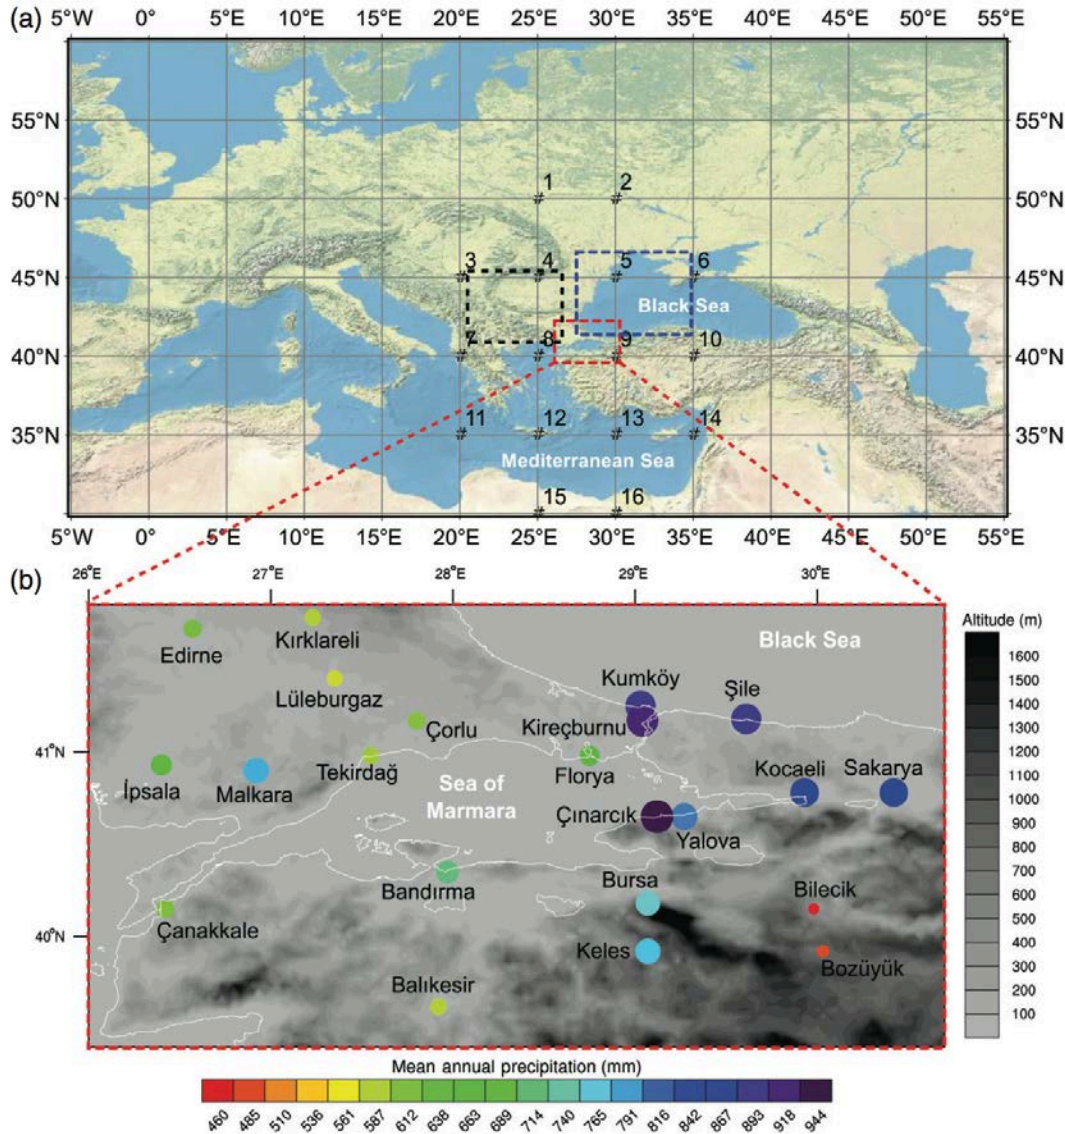 (a)
5°W 0° 5°E 10°E 15°E 20°E 25°E 30°E 35°E 40°E 45°E 50°E 55°E
55°N 55°N
1 2
50°N 50°N
3 4 5 6
45°N 45°N
Black Sea
7 8 9 10
40°N 40°N
11 12 13 14
35°N 35°N
Mediterranean Sea
15 16
5°W 0° 5°E 10°E 15°E 20°E 25°E 30°E 35°E 40°E 45°E 50°E 55°E
(b)
26°E 27°E 28°E 29°E 30°E
Altitude (m)
Edirne
Kırklareli
Black Sea
Lüleburgaz
Kumköy
Şile
Çorlu
Kireçburnu
41°N
İpsala
Malkara
Tekirdağ
Sea of
Marmara
Florya
Kocaeli
Sakarya
Çınarcık
Yalova
Bandırma
Bursa
Bilecik
Çanakkale
40°N
Keles
Bozüyük
Balıkesir
1600
1500
1400
1300
1200
1100
1000
900
800
700
600
500
400
300
200
100
Mean annual precipitation (mm)
460 485 510 536 561 587 612 638 663 689 714 740 765 791 816 842 867 893 918 944